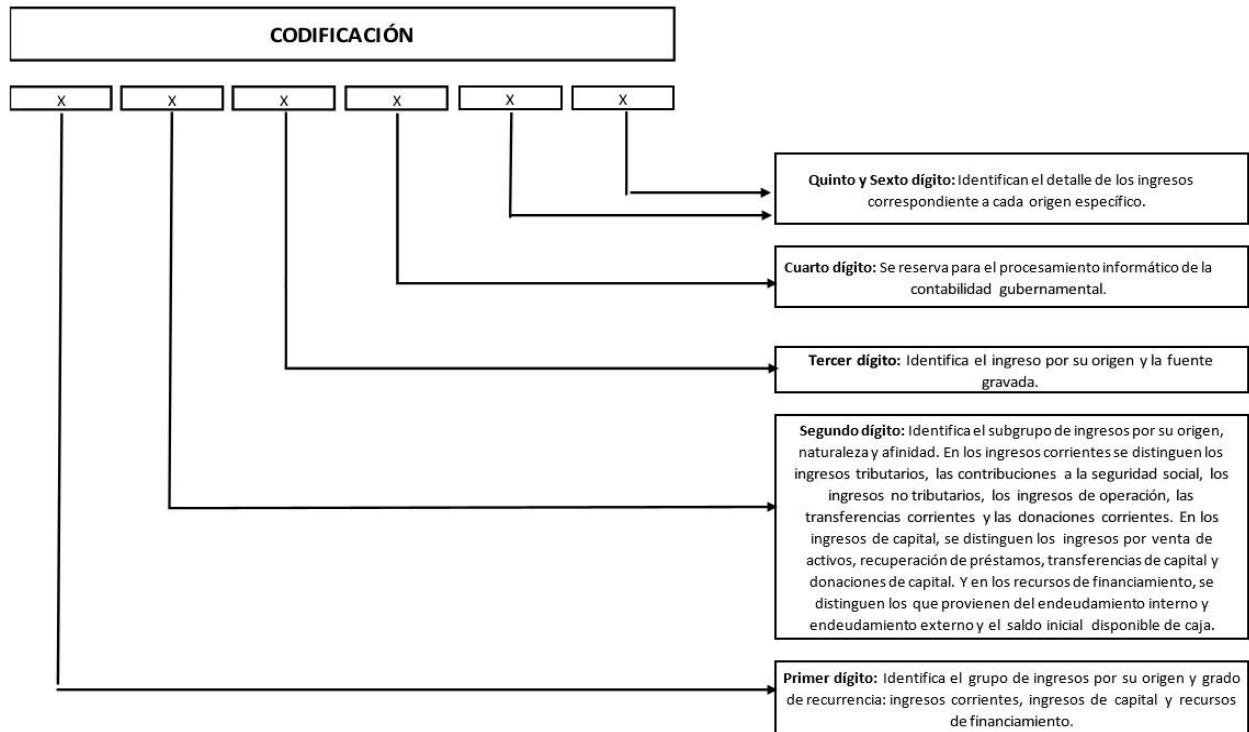 CODIFICACIÓN
X X X X X X
Quinto y Sexto dígito: Identifican el detalle de los ingresos
correspondiente a cada origen específico.
Cuarto dígito: Se reserva para el procesamiento informático de la
contabilidad gubernamental.
Tercer dígito: Identifica el ingreso por su origen y la fuente
gravada.
Segundo dígito: Identifica el subgrupo de ingresos por su origen,
naturaleza y afinidad. En los ingresos corrientes se distinguen los
ingresos tributarios, las contribuciones a la seguridad social, los
ingresos no tributarios, los ingresos de operación, las
transferencias corrientes y las donaciones corrientes. En los
ingresos de capital, se distinguen los ingresos por venta de
activos, recuperación de préstamos, transferencias de capital y
donaciones de capital. Y en los recursos de financiamiento, se
distinguen los que provienen del endeudamiento interno y
endeudamiento externo y el saldo inicial disponible de caja.
Primer dígito: Identifica el grupo de ingresos por su origen y grado
de recurrencia: ingresos corrientes, ingresos de capital y recursos
de financiamiento.